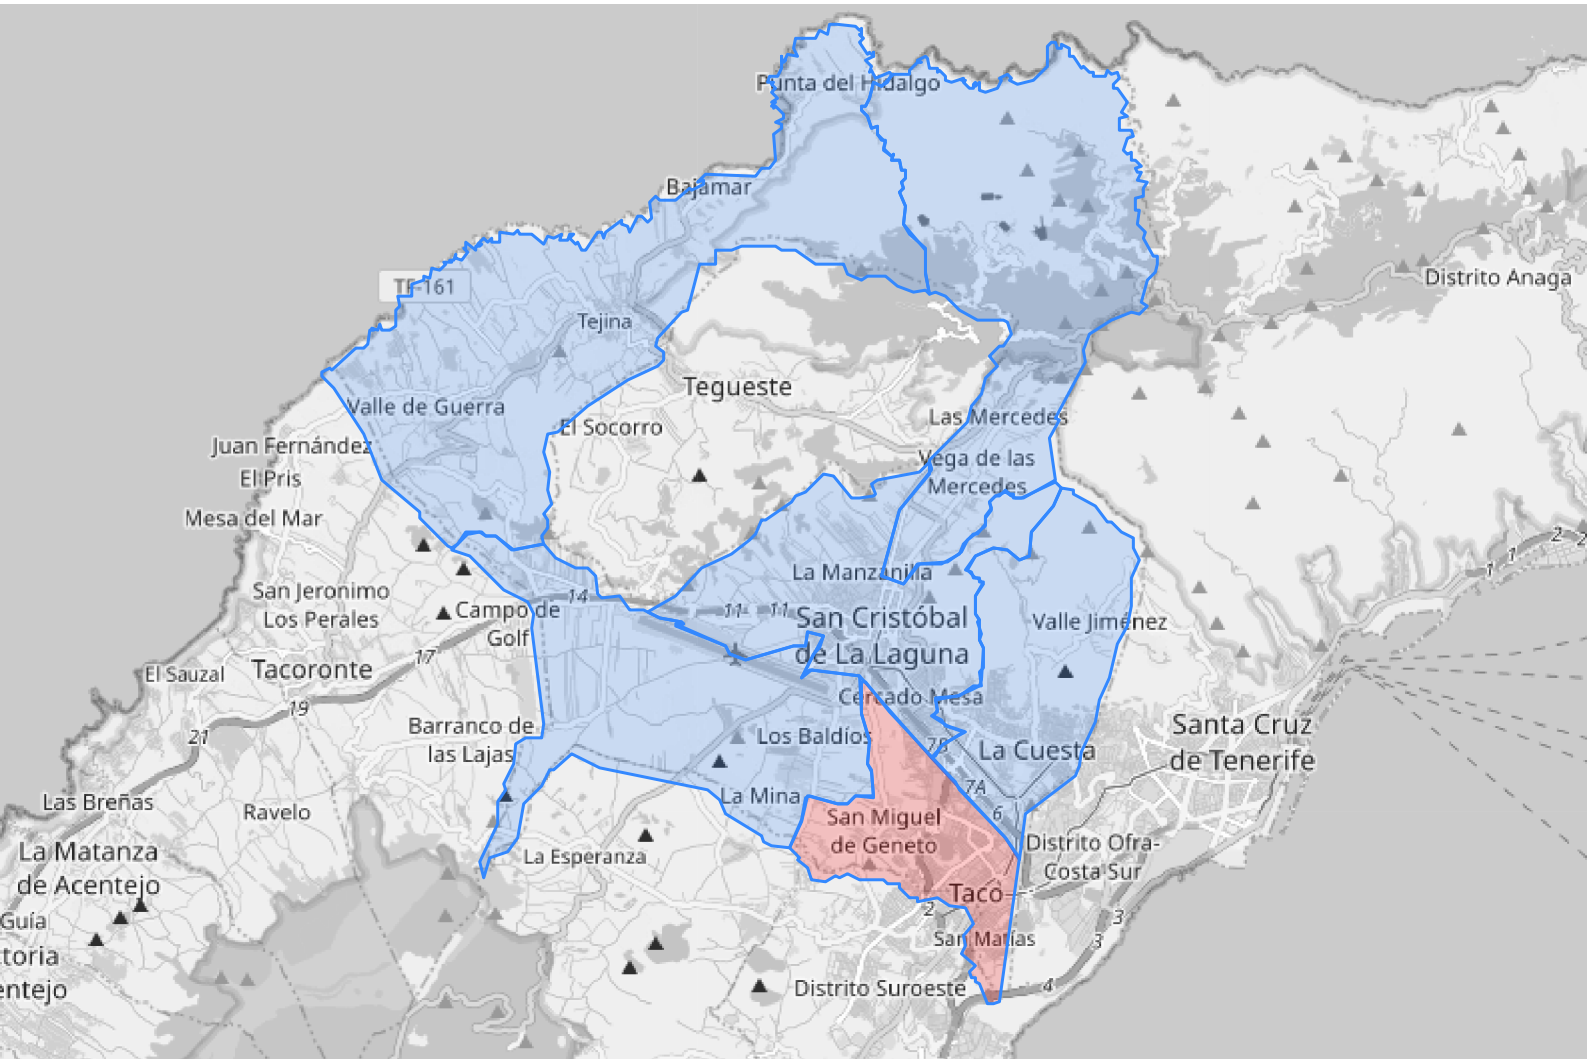 Punta del Hidalgo
Bajamar
TF-161
Distrito Anaga
Tejina
Tegueste
Valle de Guerra
Las Mercedes
El Socorro
Juan Fernández
El Pris
Vega de las
Mercedes
Mesa del Mar
1
2
2
1
La Manzanilla
San Jeronimo
Los Perales
14
11
11
Campo de
Golf
San Cristóbal
de La Laguna
Valle Jiménez
17
El Sauzal
Tacoronte
19
Cercado Mesa
21
Barranco de
las Lajas
Los Baldíos
7B
La Cuesta
Santa Cruz
de Tenerife
7A
La Mina
6
Las Breñas
Ravelo
San Miguel
de Geneto
Distrito Ofra-
Costa Sur
La Matanza
de Acentejo
La Esperanza
Taco
2
3
Guía
San Matías
3
toria
entejo
Distrito Suroeste
4